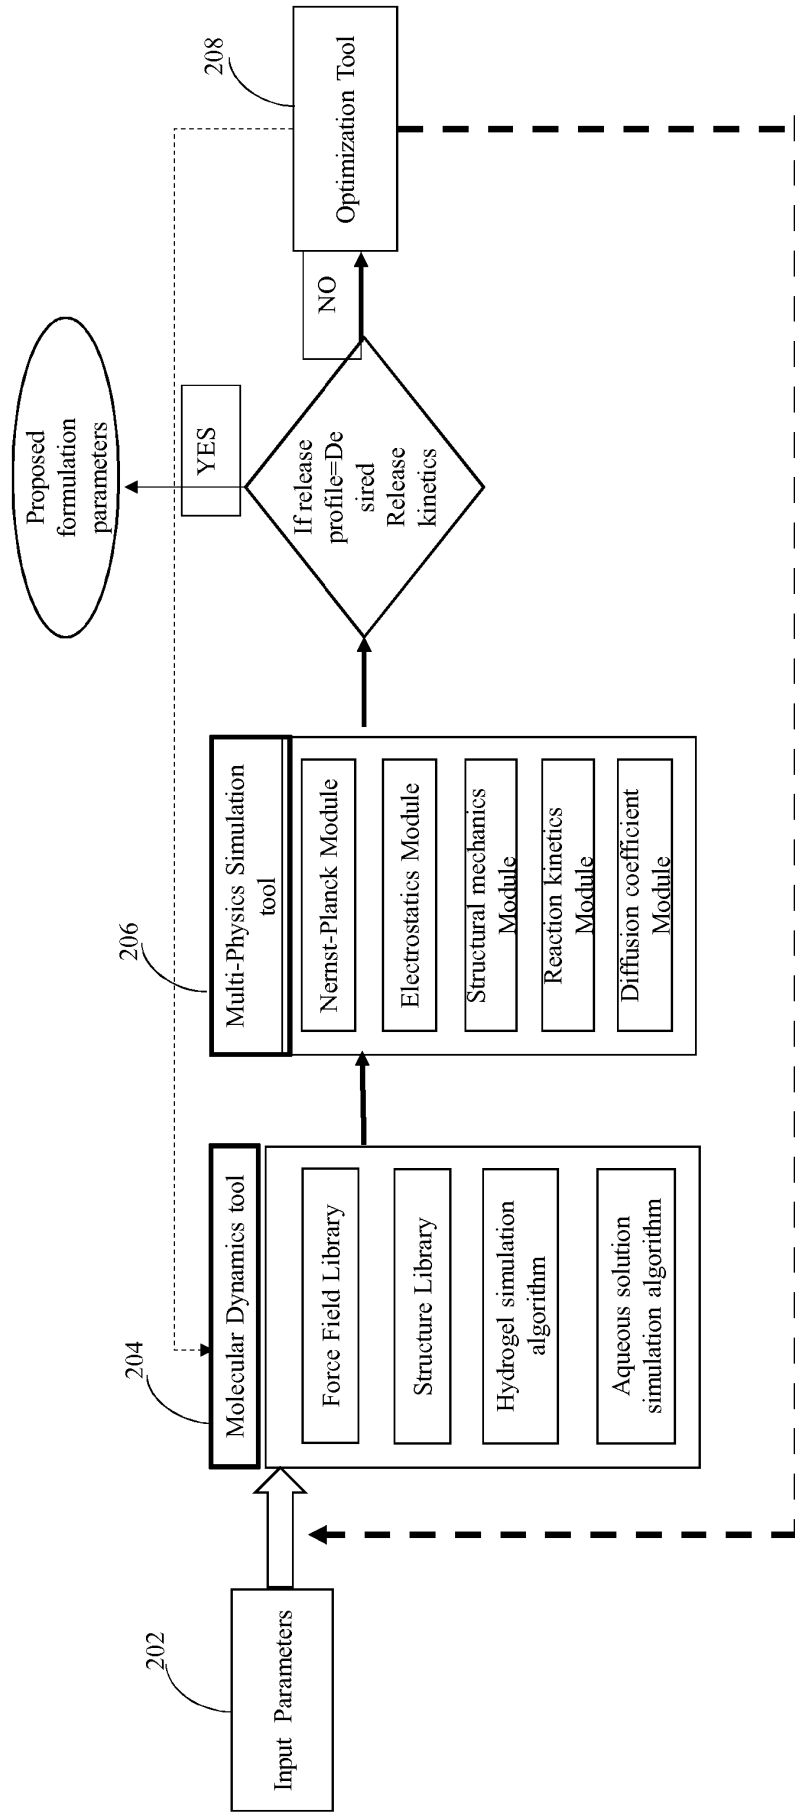 202
Input Parameters
204
Molecular Dynamics tool
Force Field Library
Structure Library
Hydrogel simulation
algorithm
Aqueous solution
simulation algorithm
206
Multi-Physics Simulation
tool
Nernst-Planck Module
Electrostatics Module
Structural mechanics
Module
Reaction kinetics
Module
Diffusion coefficient
Module
If release
profile=De
sired
Release
kinetics
YES
Proposed
formulation
parameters
NO
208
Optimization Tool